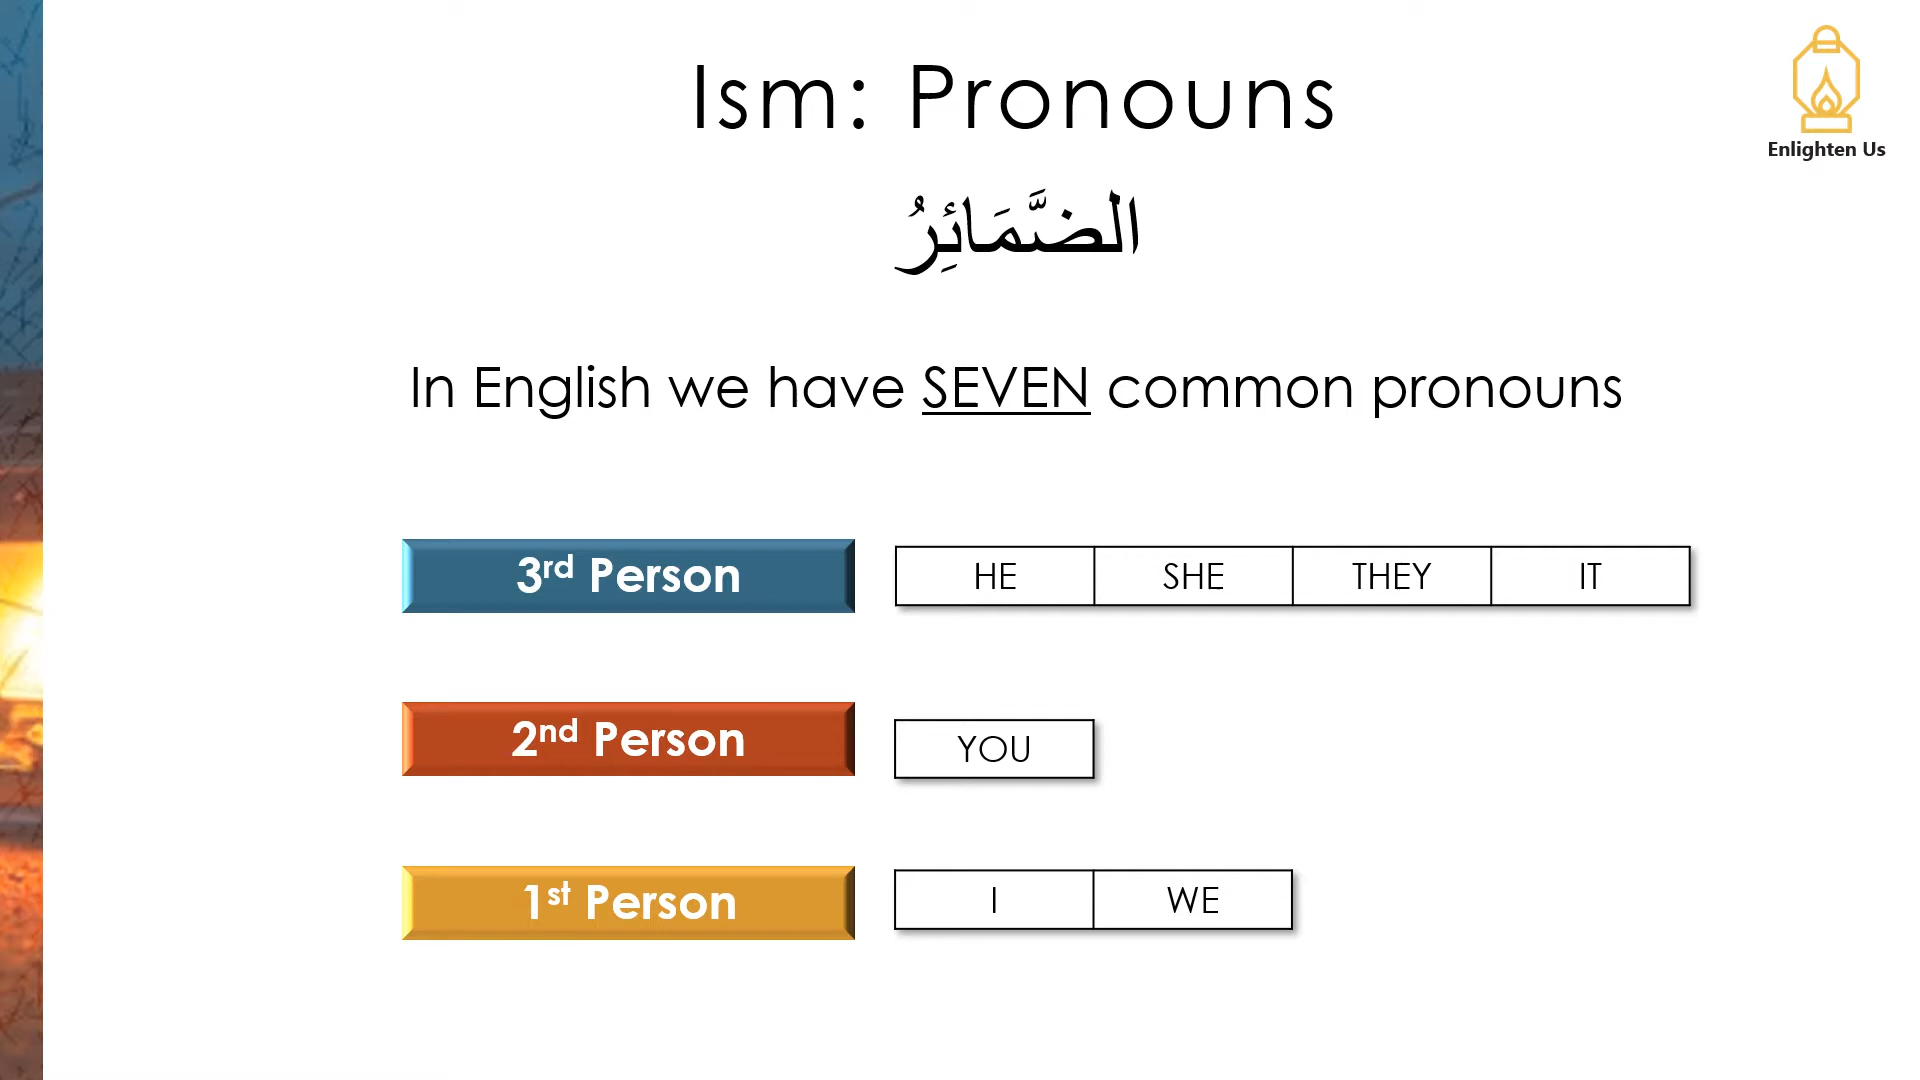 Ism: Pronouns
Enlighten Us
الْضَّمَائِرُ
In English we have SEVEN common pronouns
3rd Person
HE SHE THEY IT
2nd Person
YOU
1st Person
I WE